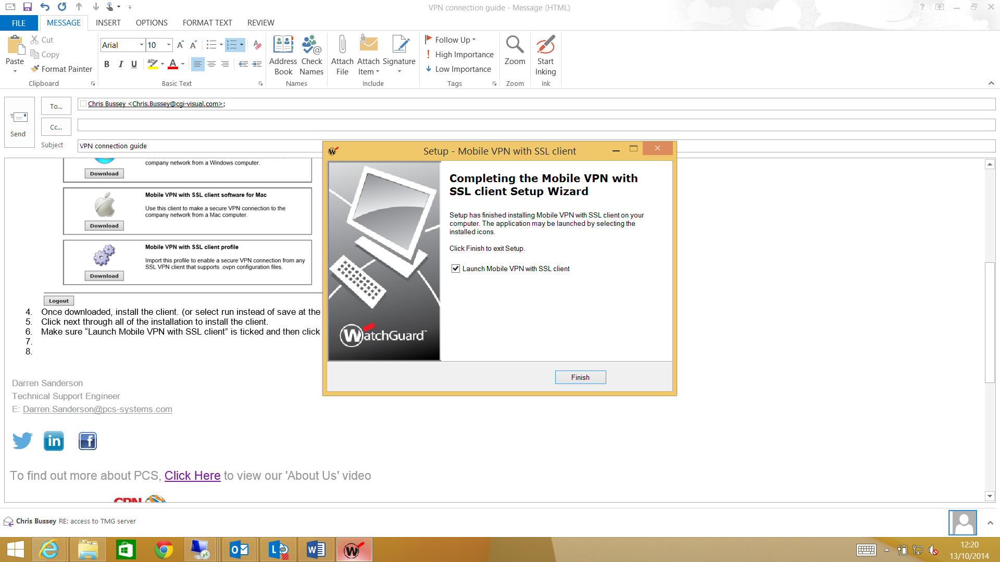 VPN connection guide - Message (HTML)
FILE MESSAGE INSERT OPTIONS FORMAT TEXT REVIEW
Paste
Cut
Copy
Format Painter
Clipboard
Arial 10
Basic Text
Address Book
Check Names
Names
Attach File
Attach Item
Signature
Include
Follow Up
High Importance
Low Importance
Tags
Zoom
Zoom
Start Inking
Ink
Send
To... Chris Bussey <Chris.Bussey@cgi-visual.com>;
Cc...
Subject VPN connection guide
company network from a Windows computer.
Download
Mobile VPN with SSL client software for Mac
Use this client to make a secure VPN connection to the
company network from a Mac computer.
Download
Mobile VPN with SSL client profile
Import this profile to enable a secure VPN connection from any
SSL VPN client that supports .ovpn configuration files.
Download
Logout
4. Once downloaded, install the client. (or select run instead of save at the
5. Click next through all of the installation to install the client.
6. Make sure “Launch Mobile VPN with SSL client” is ticked and then click
7.
8.
Darren Sanderson
Technical Support Engineer
E: Darren.Sanderson@pcs-systems.com
To find out more about PCS, Click Here to view our 'About Us' video
Setup - Mobile VPN with SSL client
Completing the Mobile VPN with
SSL client Setup Wizard
Setup has finished installing Mobile VPN with SSL client on your
computer. The application may be launched by selecting the
installed icons.
Click Finish to exit Setup.
Launch Mobile VPN with SSL client
WatchGuard™
Finish
Chris Bussey RE: access to TMG server
12:20
13/10/2014